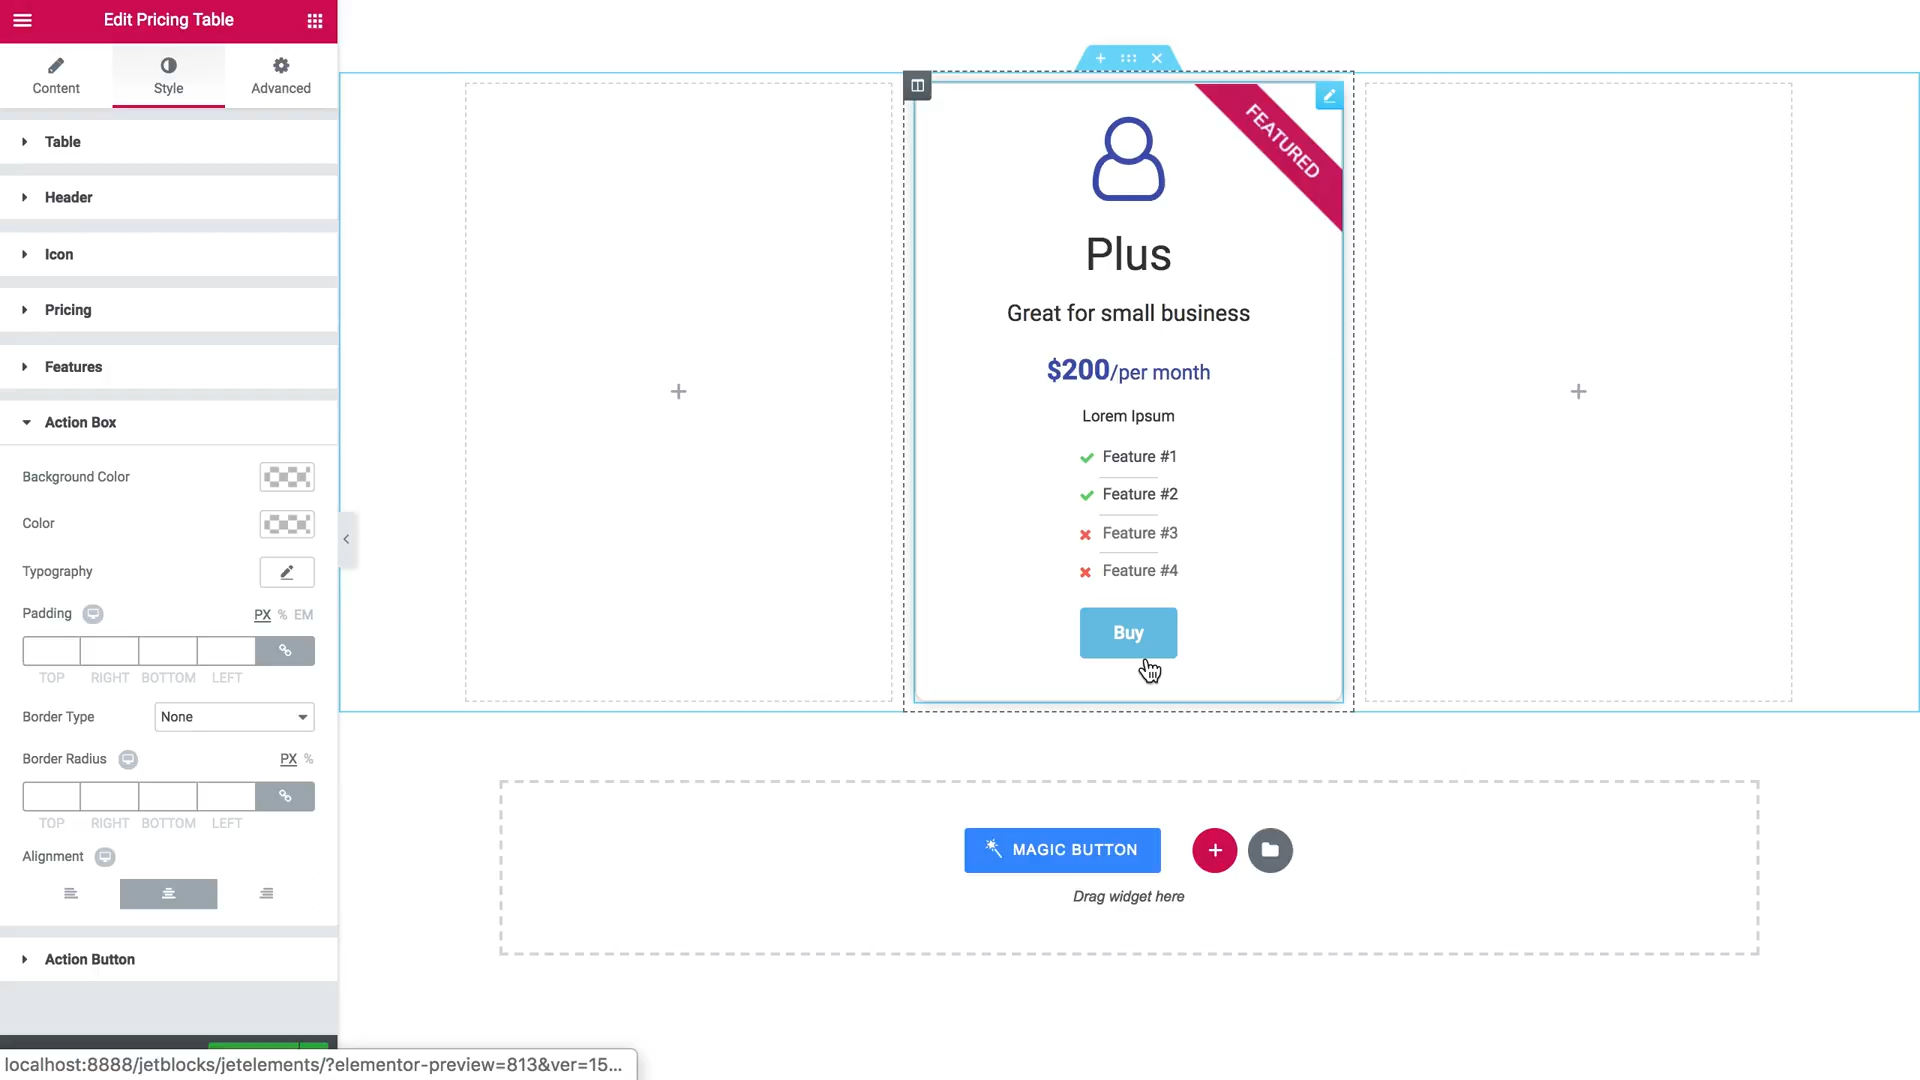 Edit Pricing Table
Content
Style
Advanced
Table
Header
Icon
Pricing
Features
Action Box
Background Color
Color
Typography
Padding
PX % EM
TOP RIGHT BOTTOM LEFT
Border Type
None
Border Radius
PX %
TOP RIGHT BOTTOM LEFT
Alignment
Action Button
localhost:8888/jetblocks/jetelements/?elementor-preview=813&ver=15...
FEATURED
Plus
Great for small business
$200/per month
Lorem Ipsum
Feature #1
Feature #2
Feature #3
Feature #4
Buy
MAGIC BUTTON
Drag widget here